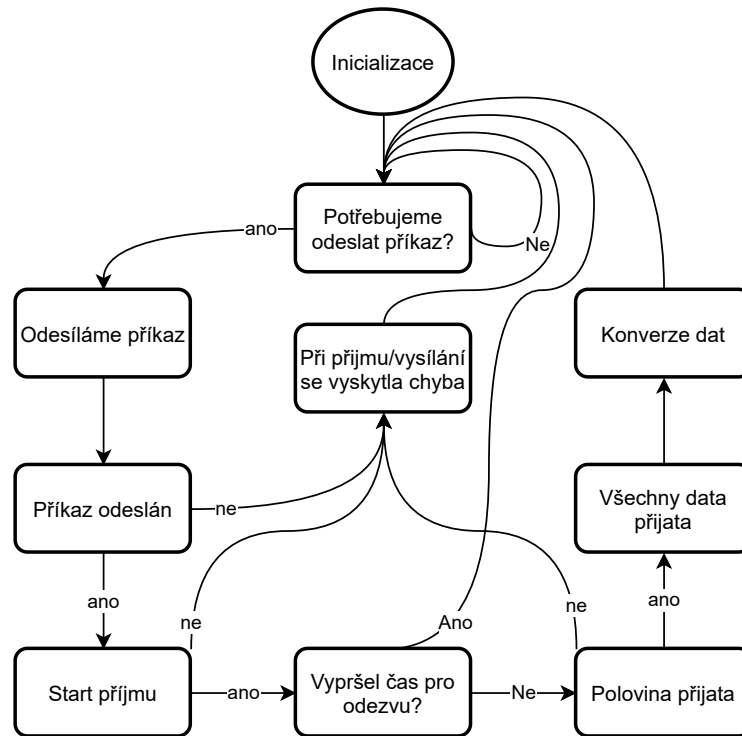 Inicializace
Potřebujeme
odeslat příkaz?
ano
Ne
Odesíláme příkaz
Při přijmu/vysílání
se vyskytla chyba
Konverze dat
Příkaz odeslán
ne
Všechny data
přijata
ano
ne
Ano
ne
ano
Start příjmu
ano
Vypršel čas pro
odezvu?
Ne
Polovina přijata